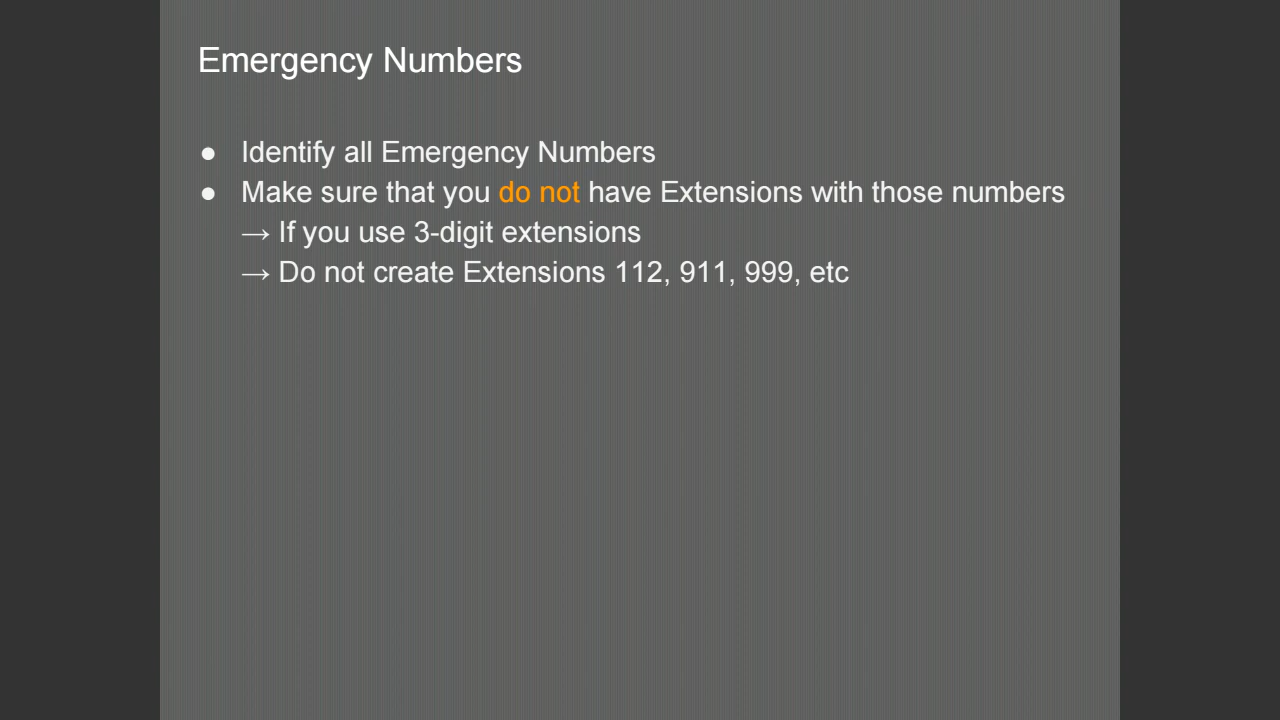 Emergency Numbers
● Identify all Emergency Numbers
● Make sure that you do not have Extensions with those numbers
→ If you use 3-digit extensions
→ Do not create Extensions 112, 911, 999, etc